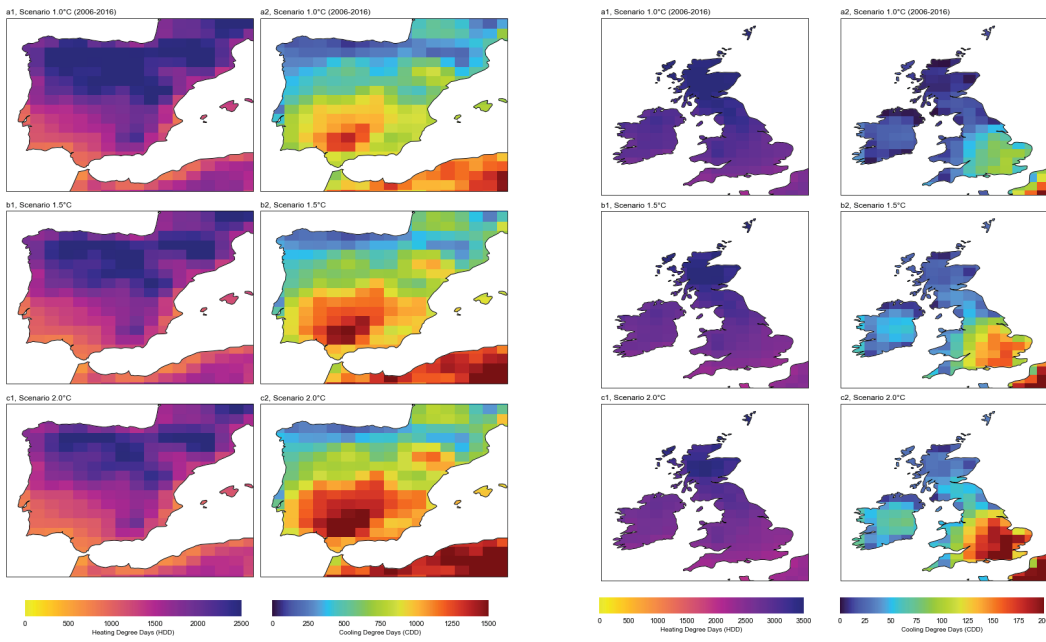 a1, Scenario 1.0°C (2006-2016)
a2, Scenario 1.0°C (2006-2016)
b1, Scenario 1.5°C
b2, Scenario 1.5°C
c1, Scenario 2.0°C
c2, Scenario 2.0°C
0 500 1000 1500 2000 2500
Heating Degree Days (HDD)
0 250 500 750 1000 1250 1500
Cooling Degree Days (CDD)
a1, Scenario 1.0°C (2006-2016)
a2, Scenario 1.0°C (2006-2016)
b1, Scenario 1.5°C
b2, Scenario 1.5°C
c1, Scenario 2.0°C
c2, Scenario 2.0°C
0 500 1000 1500 2000 2500 3000 3500
Heating Degree Days (HDD)
0 25 50 75 100 125 150 175
Cooling Degree Days (CDD)